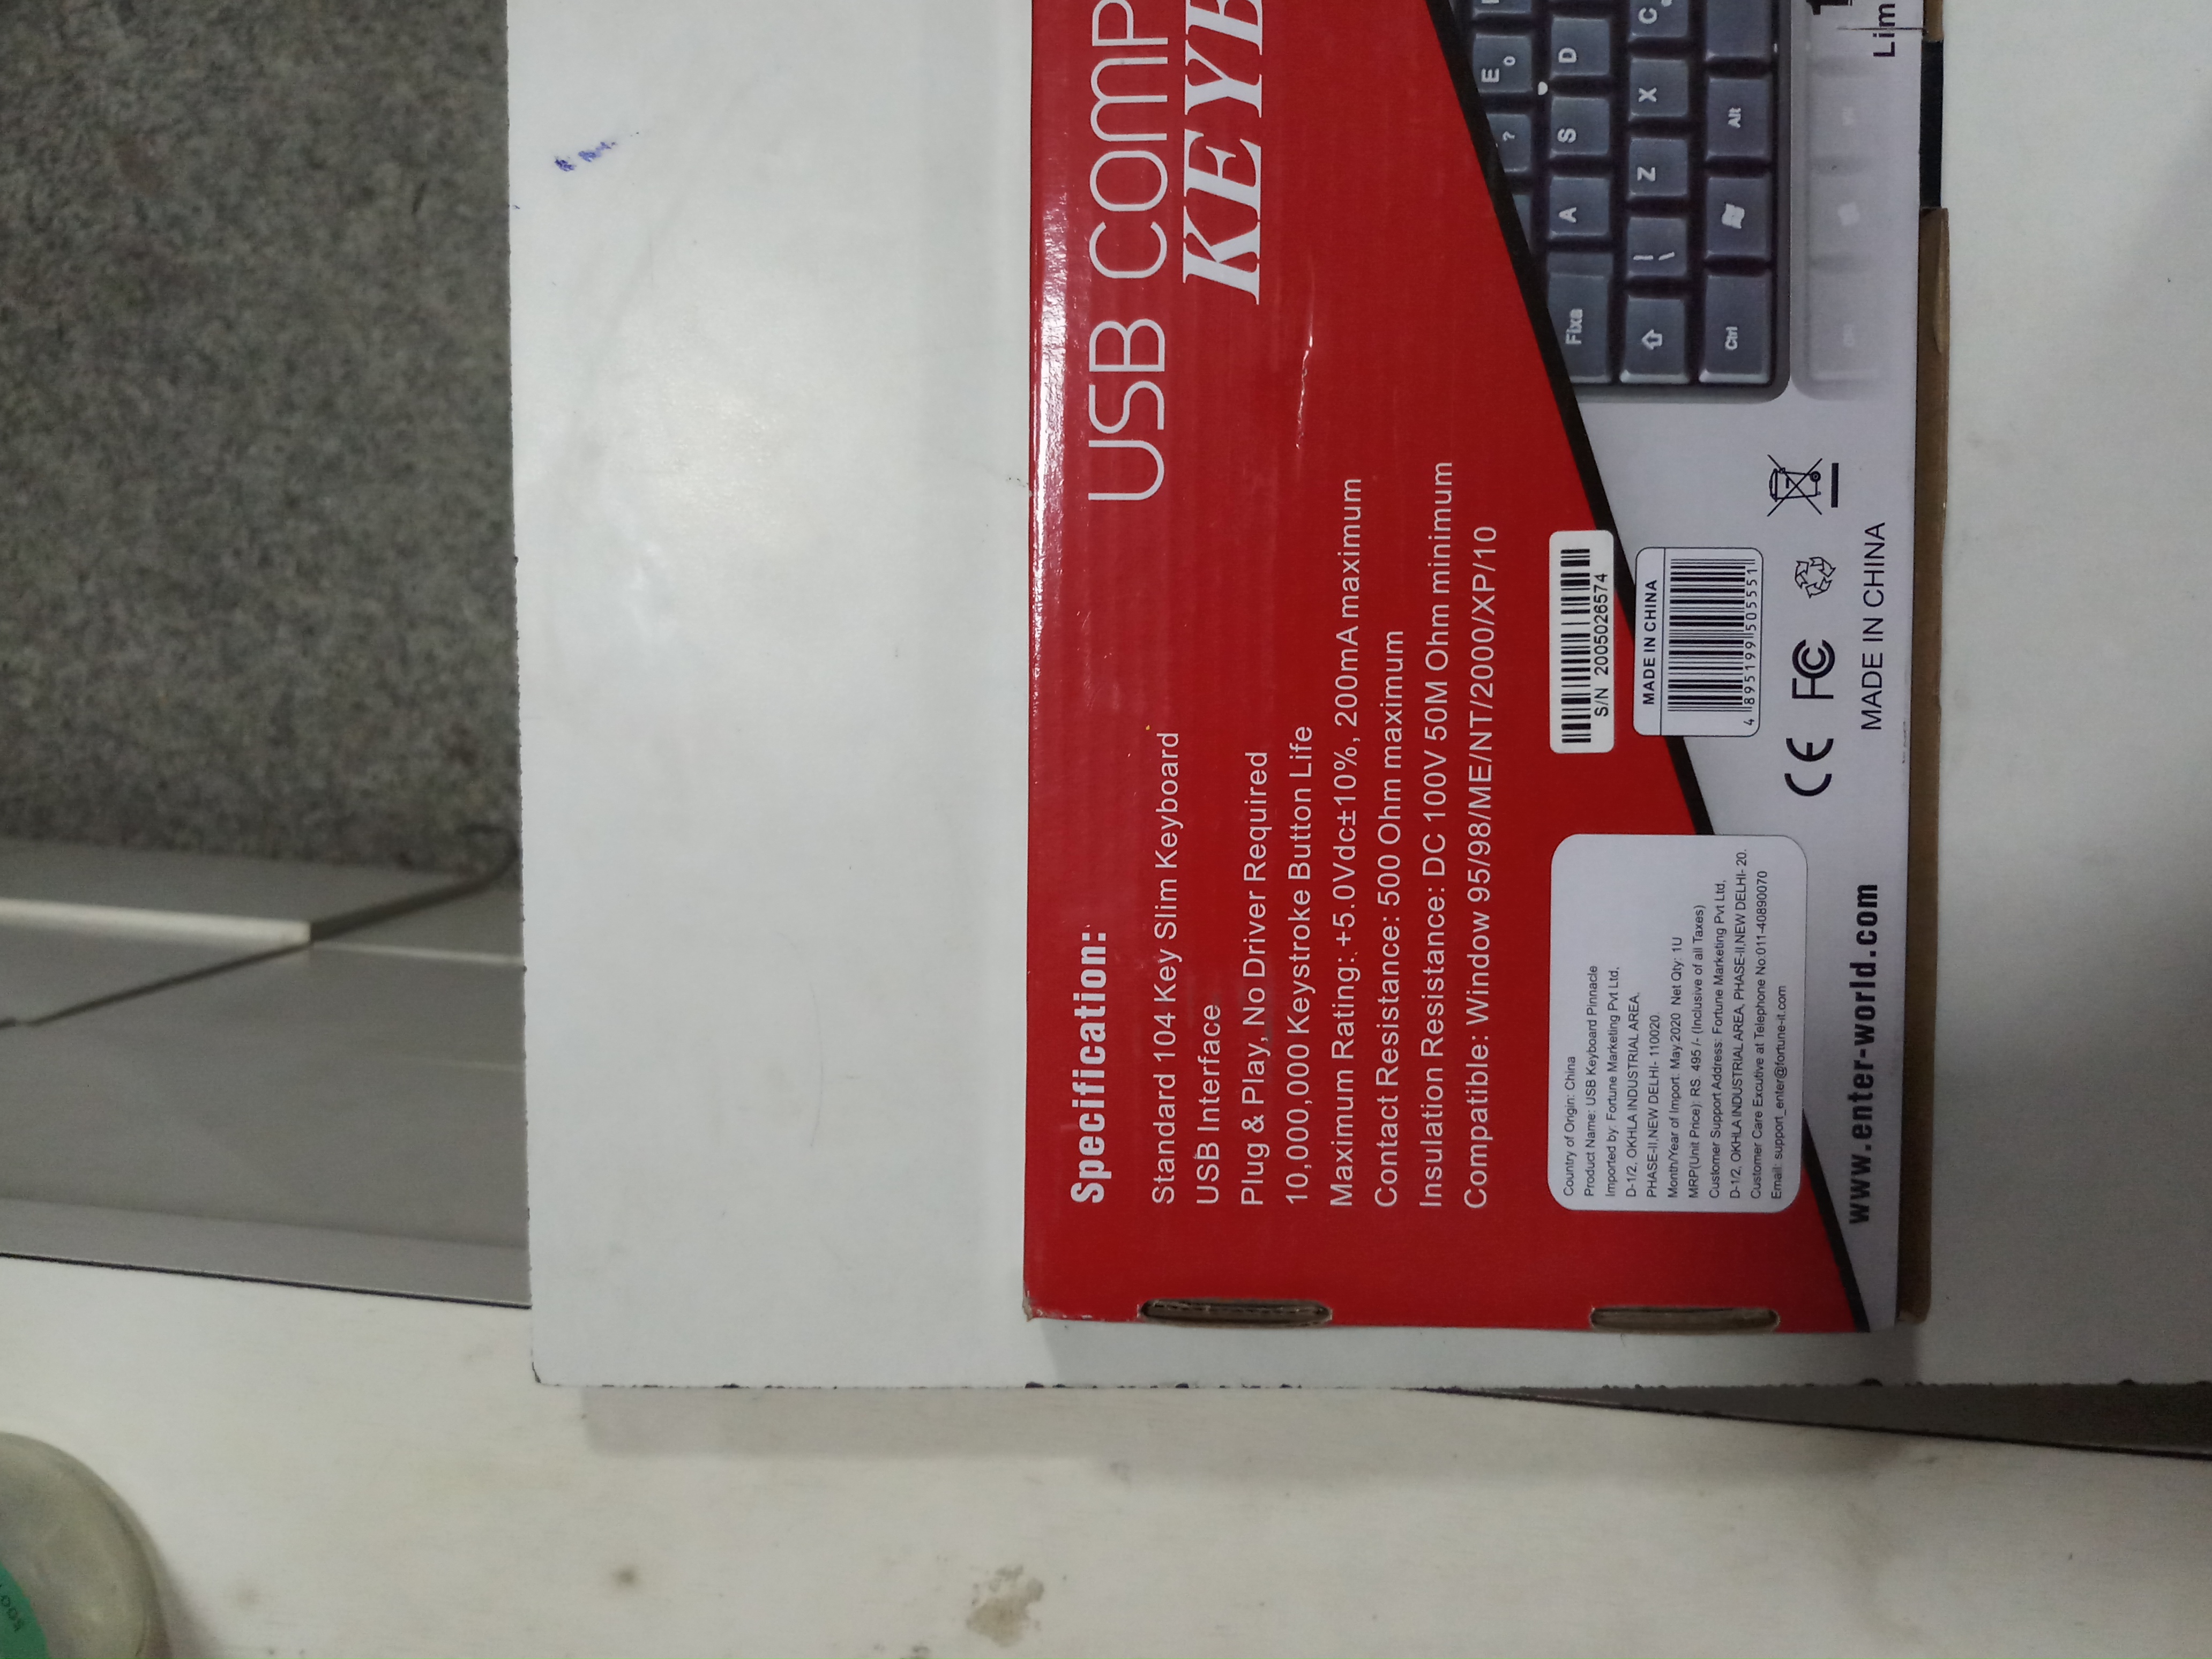 Specification:
Standard 104 Key Slim Keyboard
USB Interface
Plug & Play, No Driver Required
10,000,000 Keystroke Button Life
Maximum Rating: +5.0Vdc±10%, 200mA maximum
Contact Resistance: 500 Ohm maximum
Insulation Resistance: DC 100V 50M Ohm minimum
Compatible: Window 95/98/ME/NT/2000/XP/10
USB COMP
KEYB
Country of Origin: China
Product Name: USB Keyboard Pinnacle
Imported by: Fortune Marketing Pvt Ltd,
D-1/2, OKHLA INDUSTRIAL AREA,
PHASE-II,NEW DELHI- 110020.
Month/Year of Import: May 2020 Net Qty: 1U
MRP(Unit Price): RS. 495 /- (Inclusive of all Taxes)
Customer Support Address: Fortune Marketing Pvt Ltd,
D-1/2, OKHLA INDUSTRIAL AREA, PHASE-II,NEW DELHI- 20.
Customer Care Excutive at Telephone No:011-40890070
Email: support_enter@fortune-it.com
S/N 2005026574
MADE IN CHINA
4 895199 505551
CE FC
www.enter-world.com
MADE IN CHINA
E
Fixa A S D
Z X C
Ctrl Alt
Lim